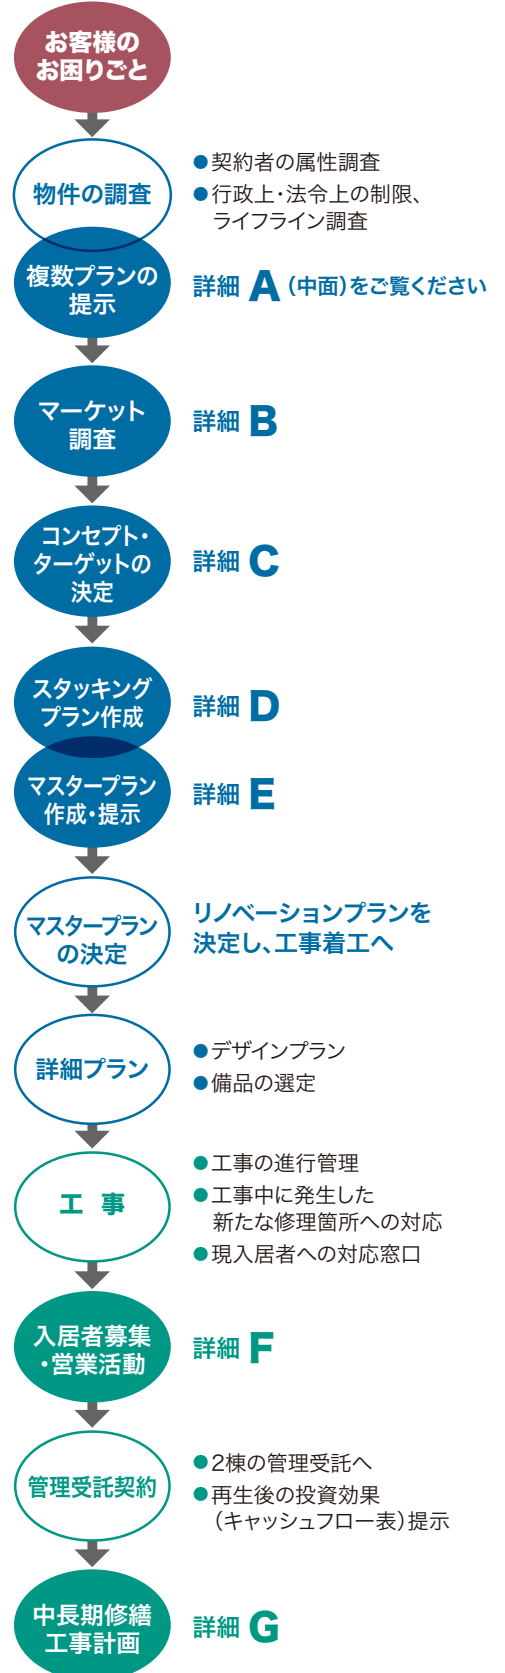 お客様の
お困りごと
物件の調査
●契約者の属性調査
●行政上・法令上の制限、
ライフライン調査
複数プランの
提示
詳細 A (中面)をご覧ください
マーケット
調査
詳細 B
コンセプト・
ターゲットの
決定
詳細 C
スタッキング
プラン作成
詳細 D
マスタープラン
作成・提示
詳細 E
マスタープラン
の決定
リノベーションプランを
決定し、工事着工へ
詳細プラン
●デザインプラン
●備品の選定
工 事
●工事の進行管理
●工事中に発生した
新たな修理箇所への対応
●現入居者への対応窓口
入居者募集
・営業活動
詳細 F
管理受託契約
●2棟の管理受託へ
●再生後の投資効果
(キャッシュフロー表)提示
中長期修繕
工事計画
詳細 G